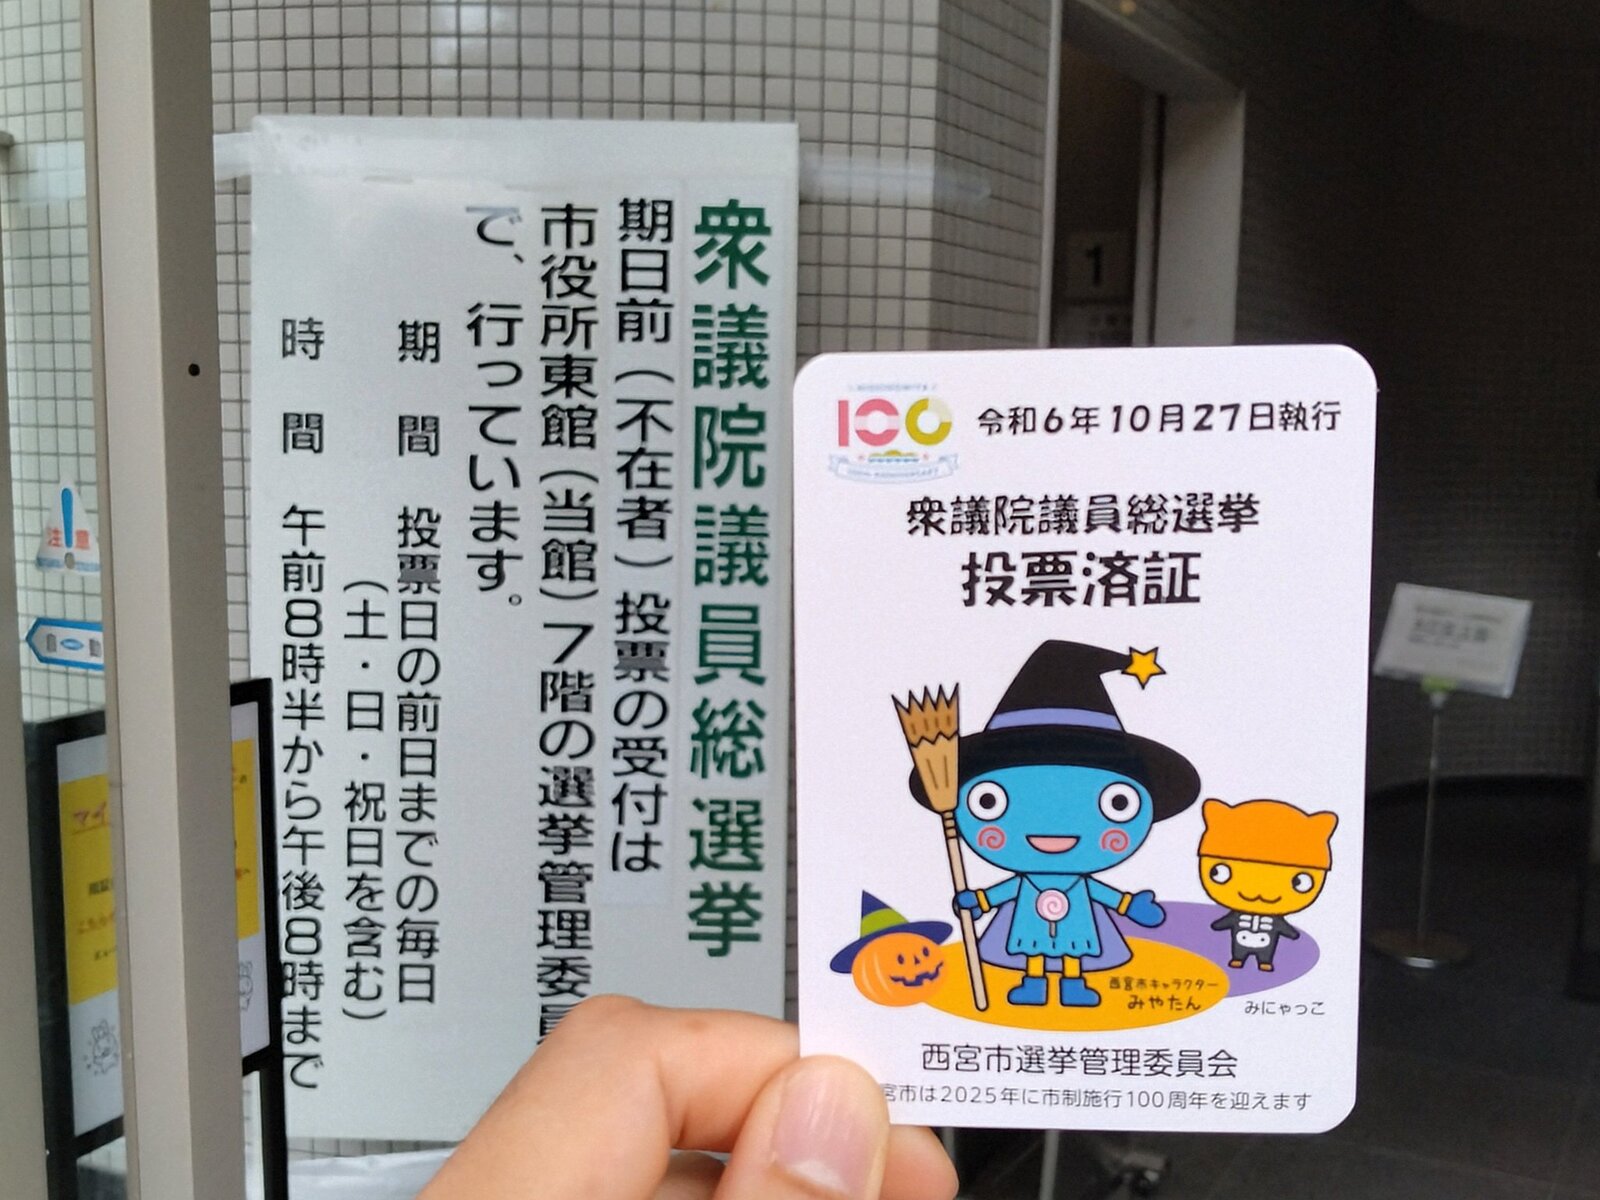 衆議院議員総選挙
期日前（不在者）投票の受付は
市役所東館（当館）7階の選挙管理委員
で、行っています。
期間 投票日の前日までの毎日
（土・日・祝日を含む）
時間 午前8時半から午後8時まで
1
注意
自動
マイ
100
令和6年10月27日執行
衆議院議員総選挙
投票済証
西宮市キャラクター
みやたん
みにゃっこ
西宮市選挙管理委員会
宮市は2025年に市制施行100周年を迎えます